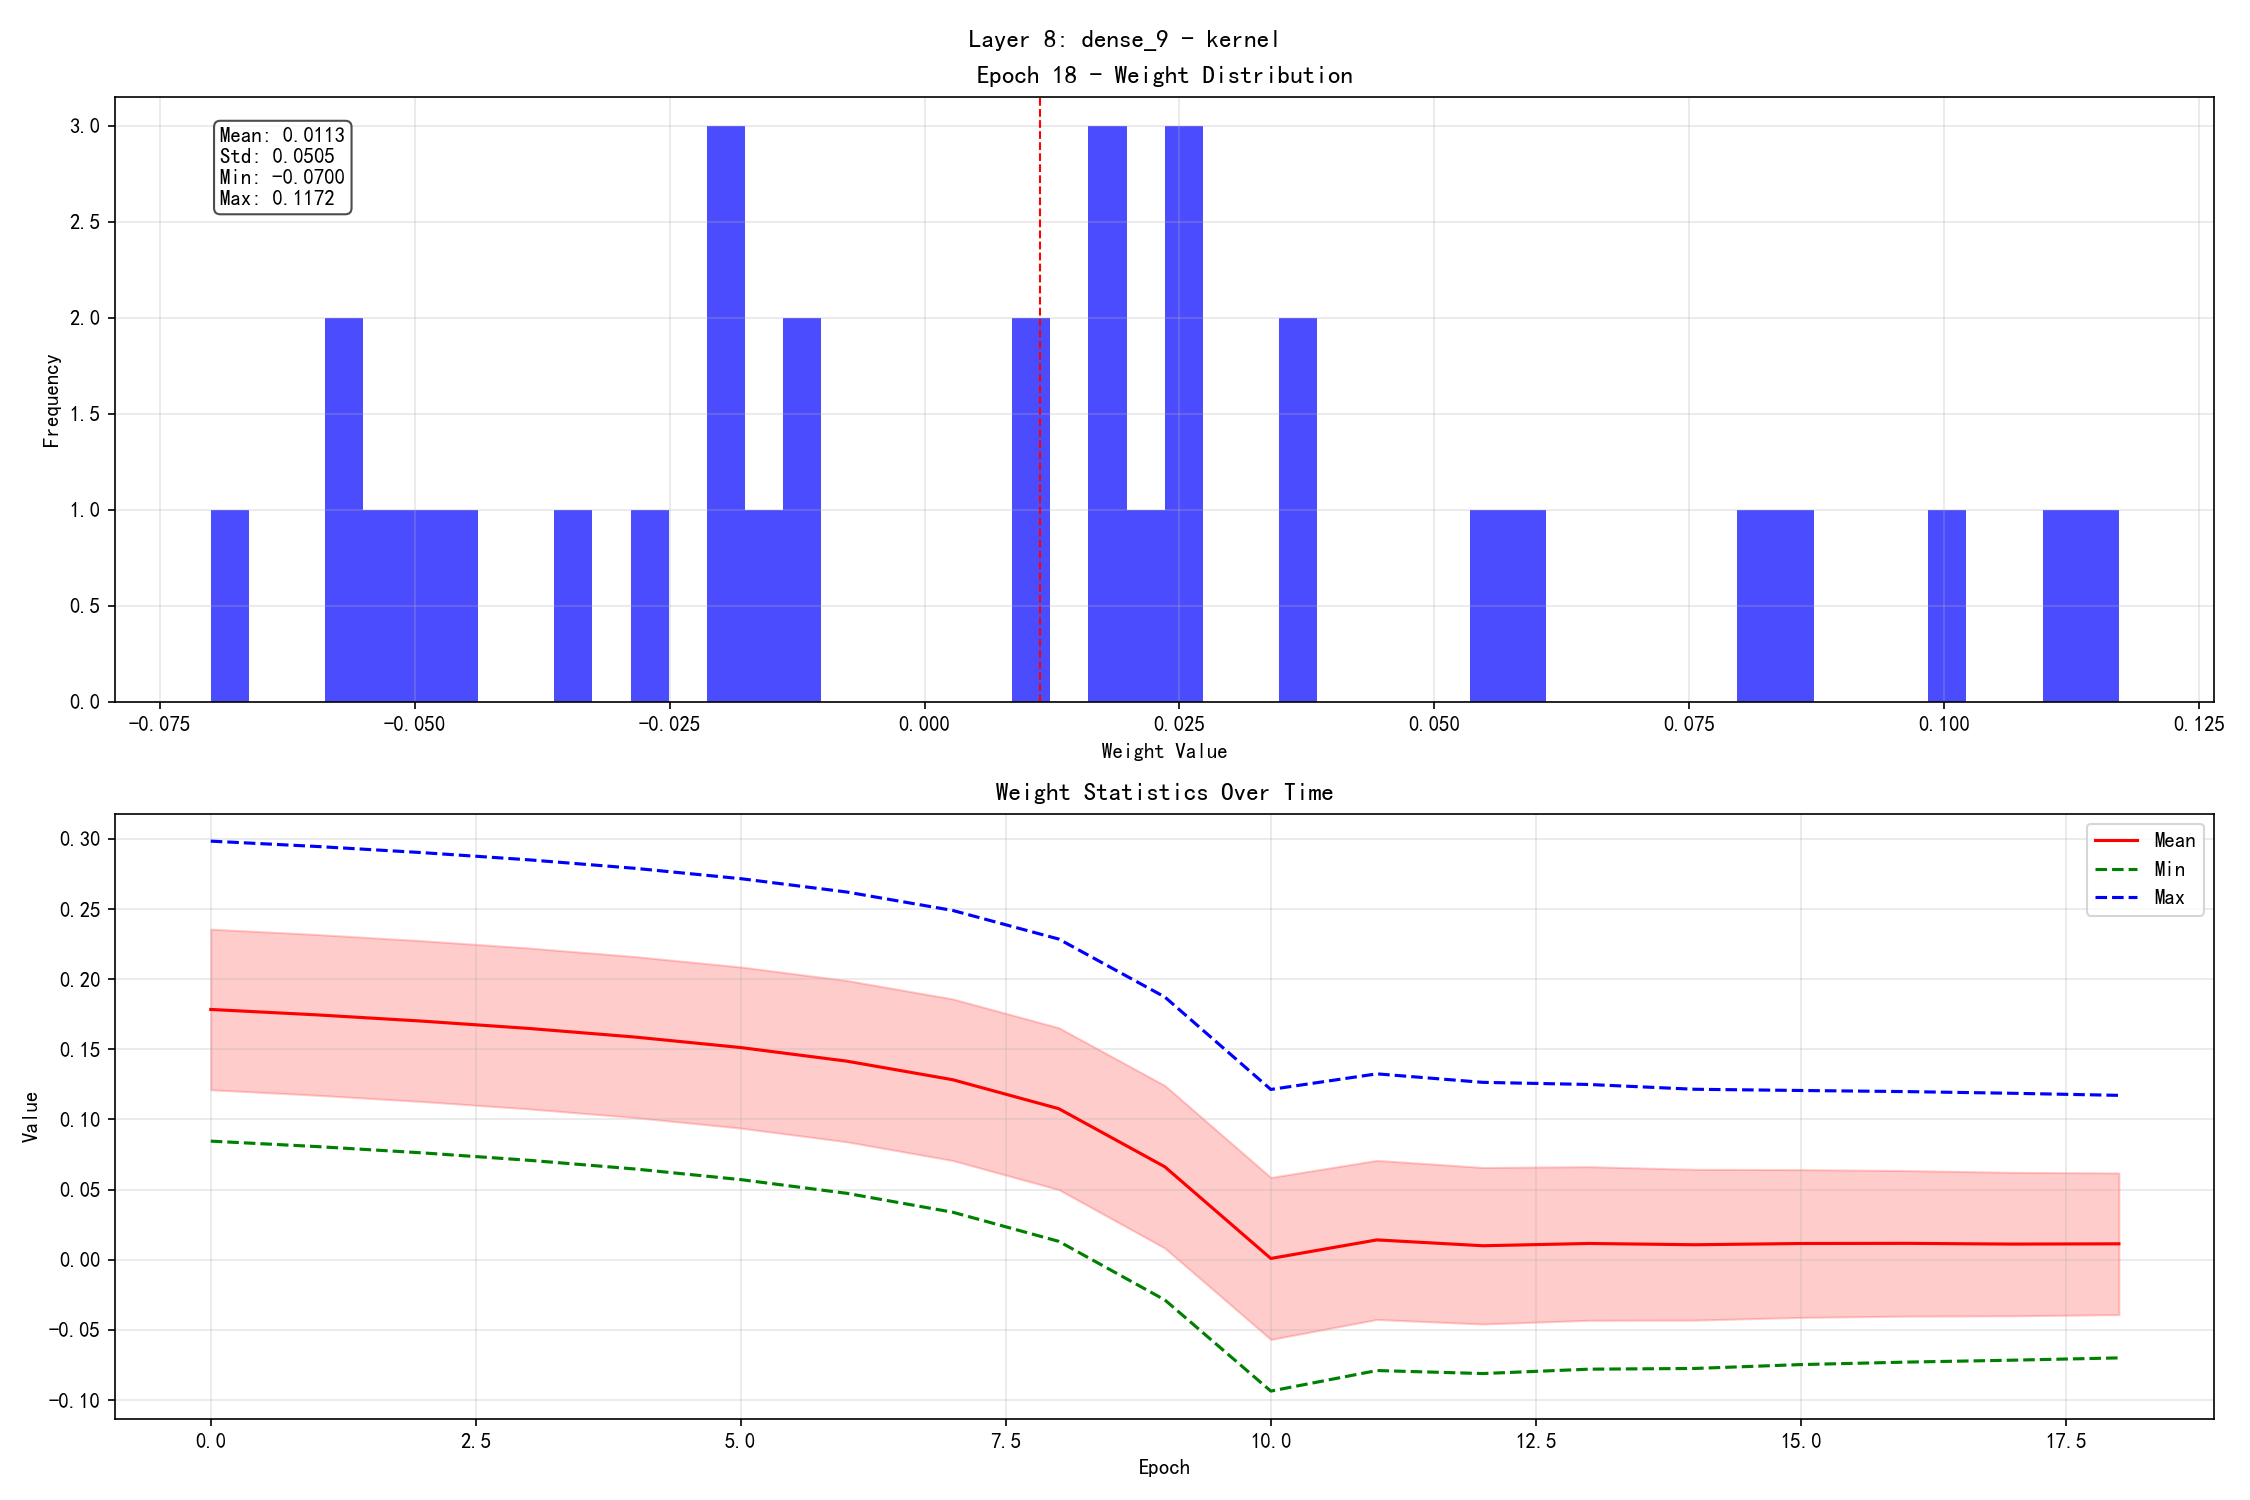 Layer 8: dense_9 - kernel
Epoch 18 - Weight Distribution
Mean: 0.0113
Std: 0.0505
Min: -0.0700
Max: 0.1172
Frequency
3.0
2.5
2.0
1.5
1.0
0.5
0.0
-0.075 -0.050 -0.025 0.000 0.025 0.050 0.075 0.100 0.125
Weight Value
Weight Statistics Over Time
Mean
Min
Max
Value
0.30
0.25
0.20
0.15
0.10
0.05
0.00
-0.05
-0.10
0.0 2.5 5.0 7.5 10.0 12.5 15.0 17.5
Epoch